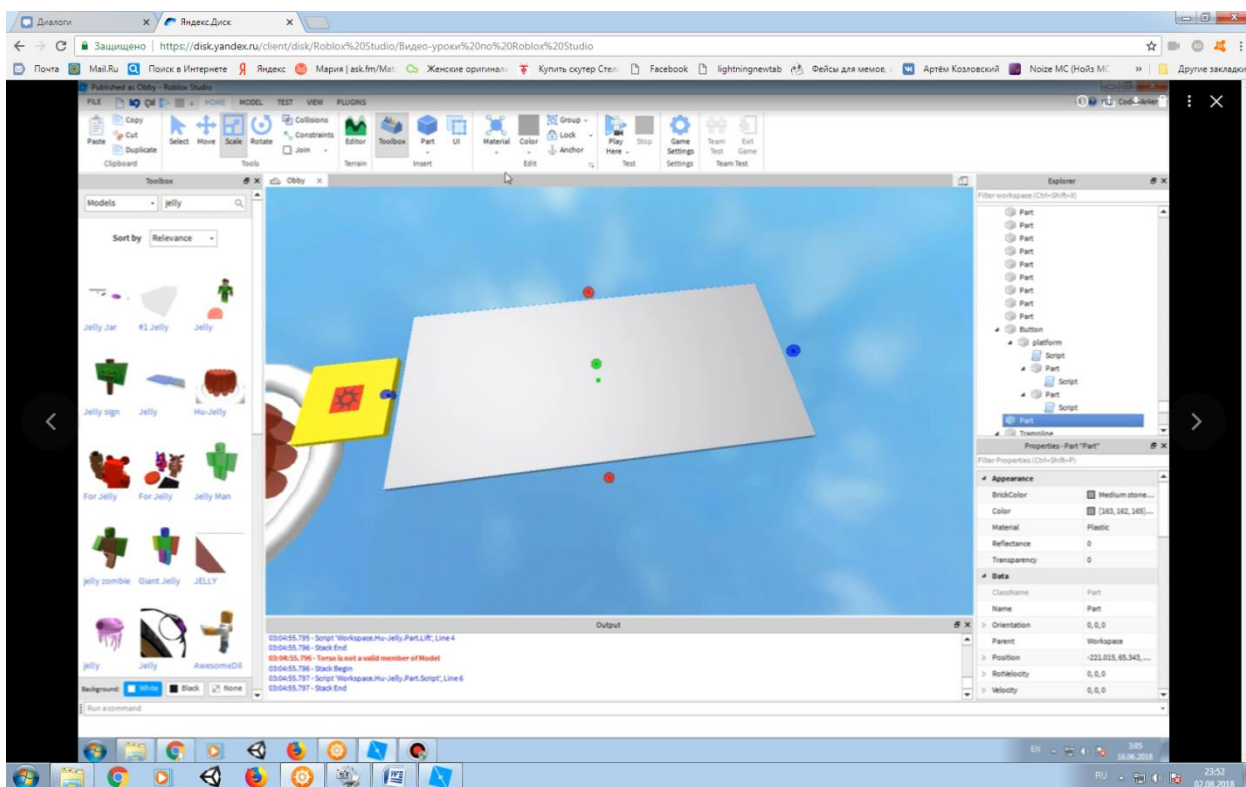 Диалоги
Яндекс.Диск
Защищено | https://disk.yandex.ru/client/disk/Roblox%20Studio/Видео-уроки%20по%20Roblox%20Studio
Почта Mail.Ru Поиск в Интернете Яндекс Мария | ask.fm/Mat Женские оригинал Купить скутер Стел Facebook lightningnewtab Фейсы для мемов, Артём Козловский Noize MC (Нойз MC » Другие закладки
Published as Obby - Roblox Studio
FILE HOME MODEL TEST VIEW PLUGINS
Paste Copy Cut Duplicate Select Move Scale Rotate Collisions Constraints Join Editor Toolbox Part UI Material Color Group Lock Anchor Play Here Stop Game Settings Team Test Exit Game
Clipboard Tools Terrain Insert Edit Test Settings Team Test
Toolbox
Obby
Models jelly
Sort by Relevance
Jelly Jar #1 Jelly Jelly
Jelly sign Jelly Hu-Jelly
For Jelly For Jelly Jelly Man
jelly zombie Giant Jelly JELLY
jelly Jelly AwesomeDil
Background: White Black None
Run a command
Output
03:04:55.795 - Script 'Workspace.Hu-Jelly.Part.Lift', Line 4
03:04:55.796 - Stack End
03:04:55.796 - Torso is not a valid member of Model
03:04:55.796 - Stack Begin
03:04:55.797 - Script 'Workspace.Hu-Jelly.Part.Script', Line 6
03:04:55.797 - Stack End
Explorer
Filter workspace (Ctrl+Shift+X)
Part
Part
Part
Part
Part
Part
Part
Part
Part
Button
platform
Script
Part
Script
Part
Script
Part
Trampoline
Properties - Part "Part"
Filter Properties (Ctrl+Shift+P)
Appearance
BrickColor Medium stone...
Color [163, 162, 165]...
Material Plastic
Reflectance 0
Transparency 0
Data
ClassName Part
Name Part
Orientation 0, 0, 0
Parent Workspace
Position -221.015, 65.343, ...
RotVelocity 0, 0, 0
Velocity 0, 0, 0
EN 3:05
16.06.2018
RU 23:52
02.08.2018